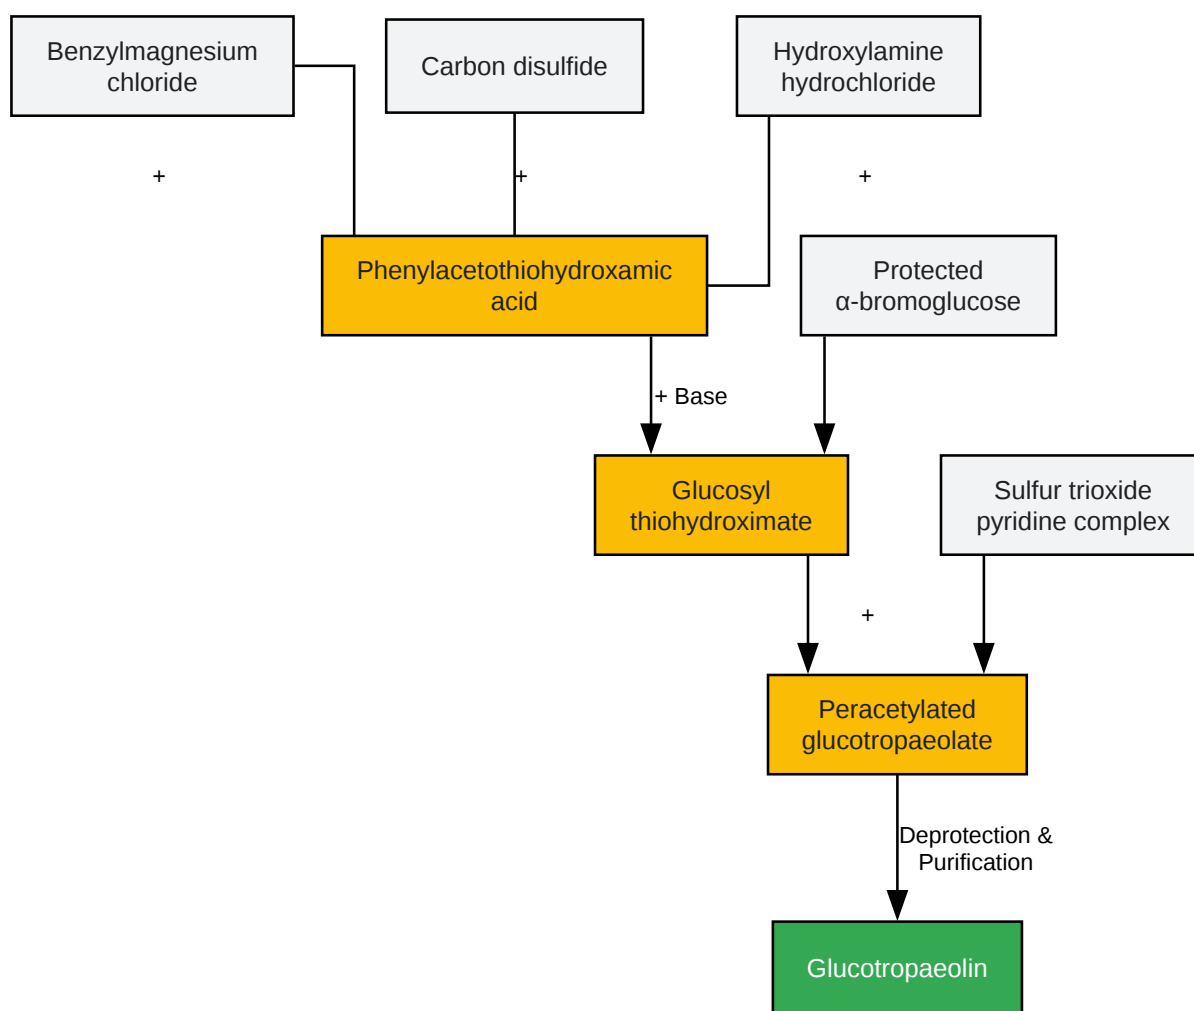 Benzylmagnesium
chloride
Carbon disulfide
Hydroxylamine
hydrochloride
+
+
+
Phenylacetothiohydroxamic
acid
Protected
α-bromoglucose
+ Base
Glucosyl
thiohydroximate
Sulfur trioxide
pyridine complex
+
Peracetylated
glucotropaeolate
Deprotection &
Purification
Glucotropaeolin